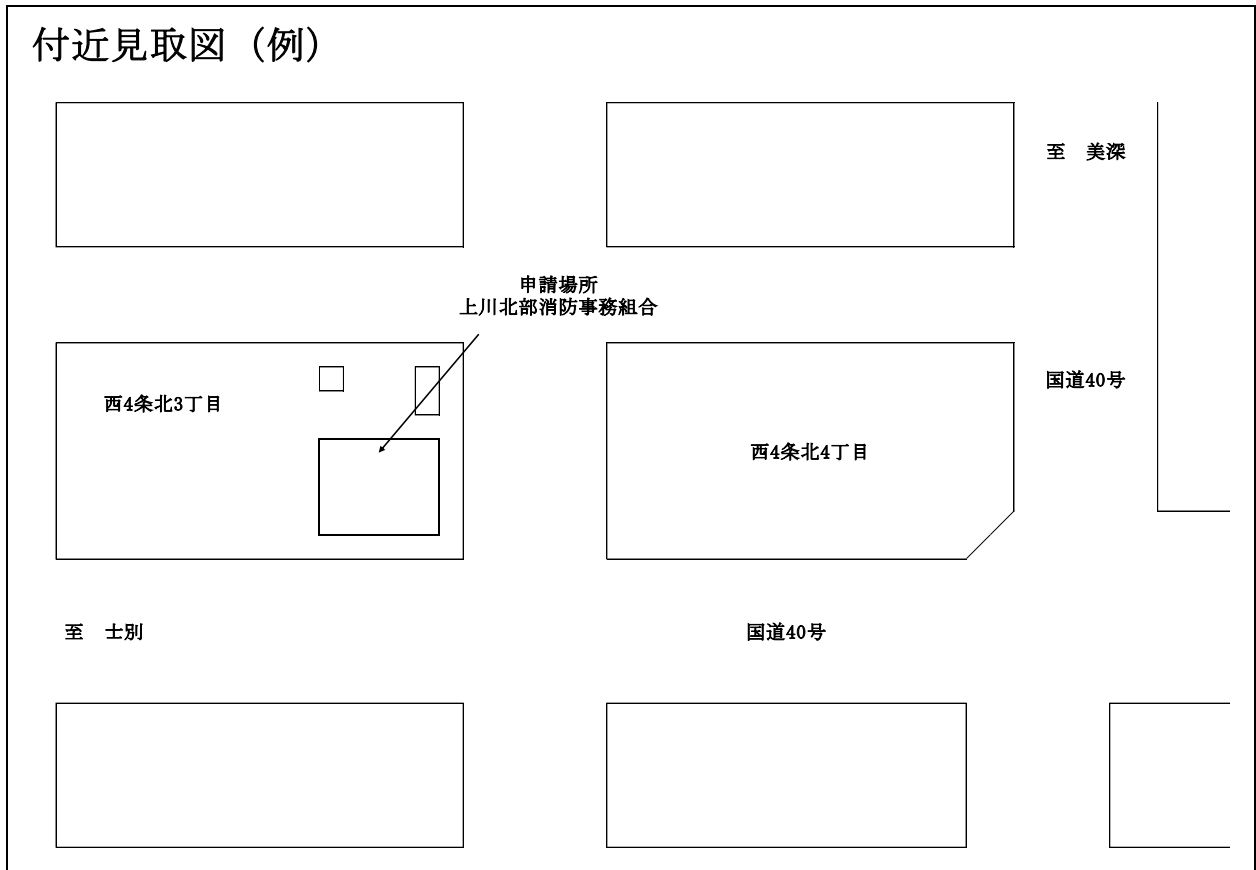 付近見取図（例）
至　美深
申請場所
上川北部消防事務組合
国道40号
西4条北3丁目
西4条北4丁目
至　士別
国道40号